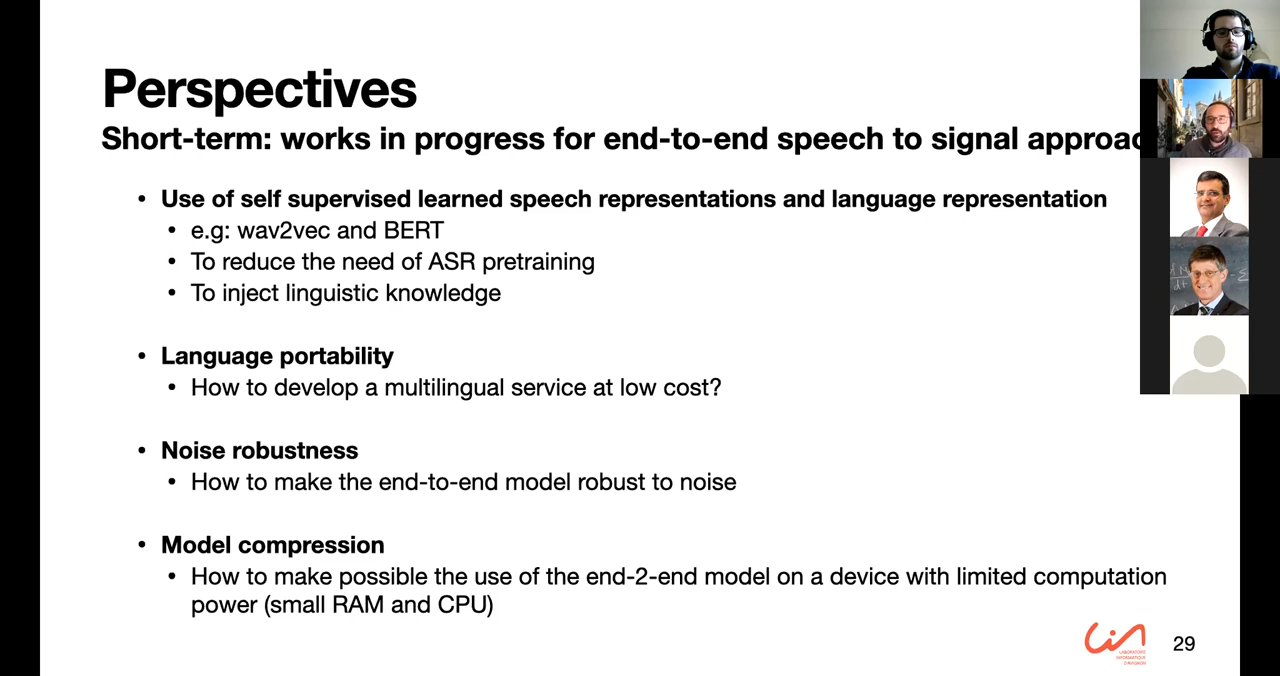 Perspectives
Short-term: works in progress for end-to-end speech to signal approac
• Use of self supervised learned speech representations and language representation
• e.g: wav2vec and BERT
• To reduce the need of ASR pretraining
• To inject linguistic knowledge
• Language portability
• How to develop a multilingual service at low cost?
• Noise robustness
• How to make the end-to-end model robust to noise
• Model compression
• How to make possible the use of the end-2-end model on a device with limited computation
power (small RAM and CPU)
LABORATOIRE
INFORMATIQUE
D'AVIGNON
29